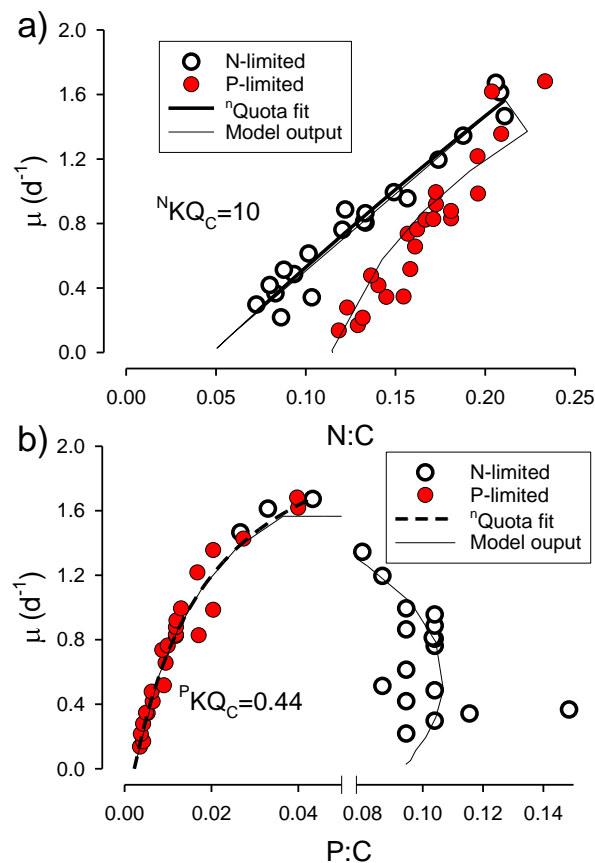 a)
2.0
1.6
1.2
0.8
0.4
0.0
μ (d⁻¹)
N-limited
P-limited
ⁿQuota fit
Model output
ᴺKQ_C=10
0.00 0.05 0.10 0.15 0.20 0.25
N:C
b)
2.0
1.6
1.2
0.8
0.4
0.0
μ (d⁻¹)
N-limited
P-limited
ⁿQuota fit
Model ouput
ᴾKQ_C=0.44
0.00 0.02 0.04 0.08 0.10 0.12 0.14
P:C